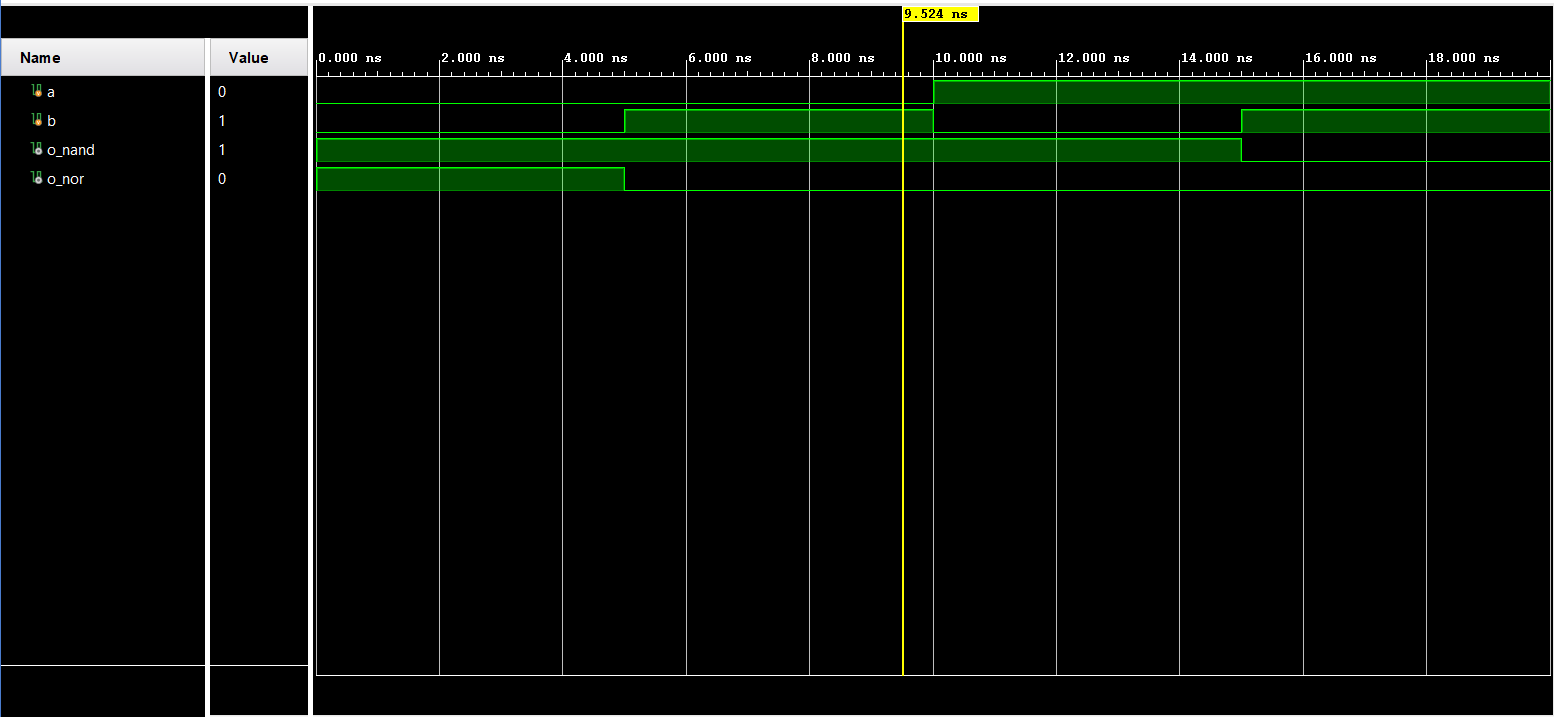 9.524 ns
Name Value
0.000 ns 2.000 ns 4.000 ns 6.000 ns 8.000 ns 10.000 ns 12.000 ns 14.000 ns 16.000 ns 18.000 ns
a 0
b 1
o_nand 1
o_nor 0